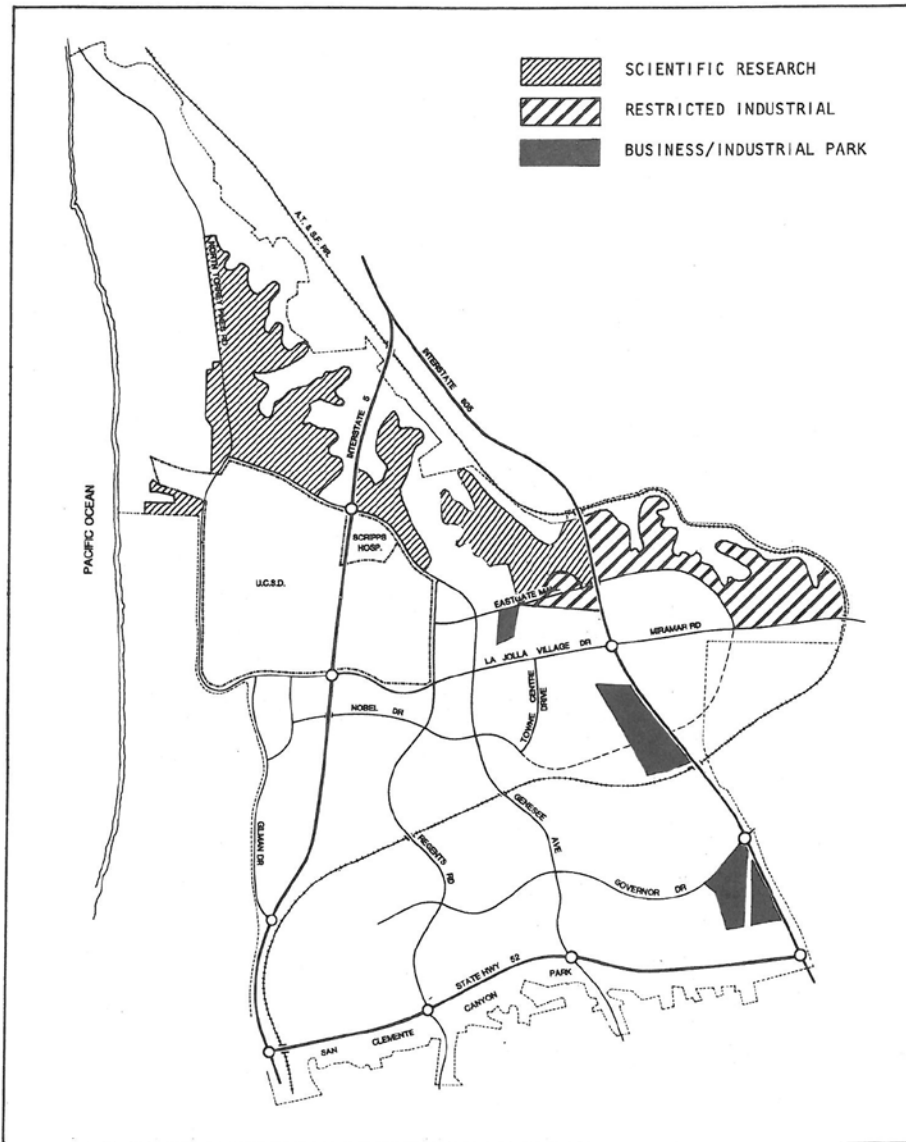 SCIENTIFIC RESEARCH
RESTRICTED INDUSTRIAL
BUSINESS/INDUSTRIAL PARK
A.T. & S.F. RR.
NORTH TORREY PINES RD
INTERSTATE 805
INTERSTATE 5
PACIFIC OCEAN
SCRIPPS
HOSP.
U.C.S.D.
EASTGATE MALL
MIRAMAR RD
LA JOLLA VILLAGE DR
TOWNE CENTRE
DRIVE
NOBEL DR
GILMAN DR
REGENTS RD
GENESEE AVE
GOVERNOR DR
STATE HWY 52
SAN CLEMENTE CANYON PARK